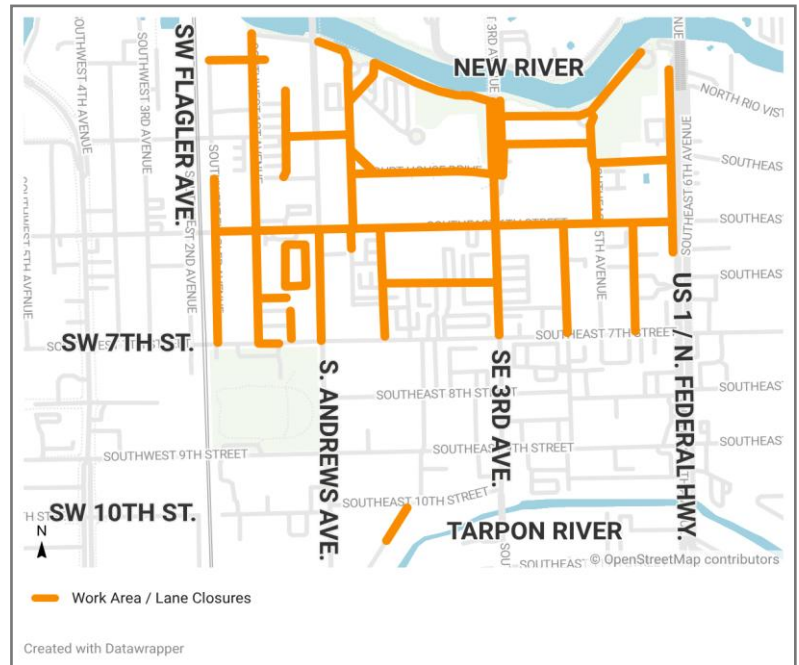 NEW RIVER
SW FLAGLER AVE.
SOUTHWEST 4TH AVENUE
SOUTHWEST 3RD AVENUE
SOUTHWEST 5TH AVENUE
NORTH RIO VIST
SOUTHEAST 6TH AVENUE
SOUTHEAS
SOUTHEAS
SOUTHEAS
5TH AVENUE
SW 7TH ST.
SOUTHEAST 7TH STREET
S. ANDREWS AVE.
SE 3RD AVE.
US 1 / N. FEDERAL HWY.
SOUTHEAST 8TH STREET
SOUTHEAS
SOUTHWEST 9TH STREET
SOUTHEAS
SW 10TH ST.
SOUTHEAST 10TH STREET
TARPON RIVER
N
© OpenStreetMap contributors
Work Area / Lane Closures
Created with Datawrapper